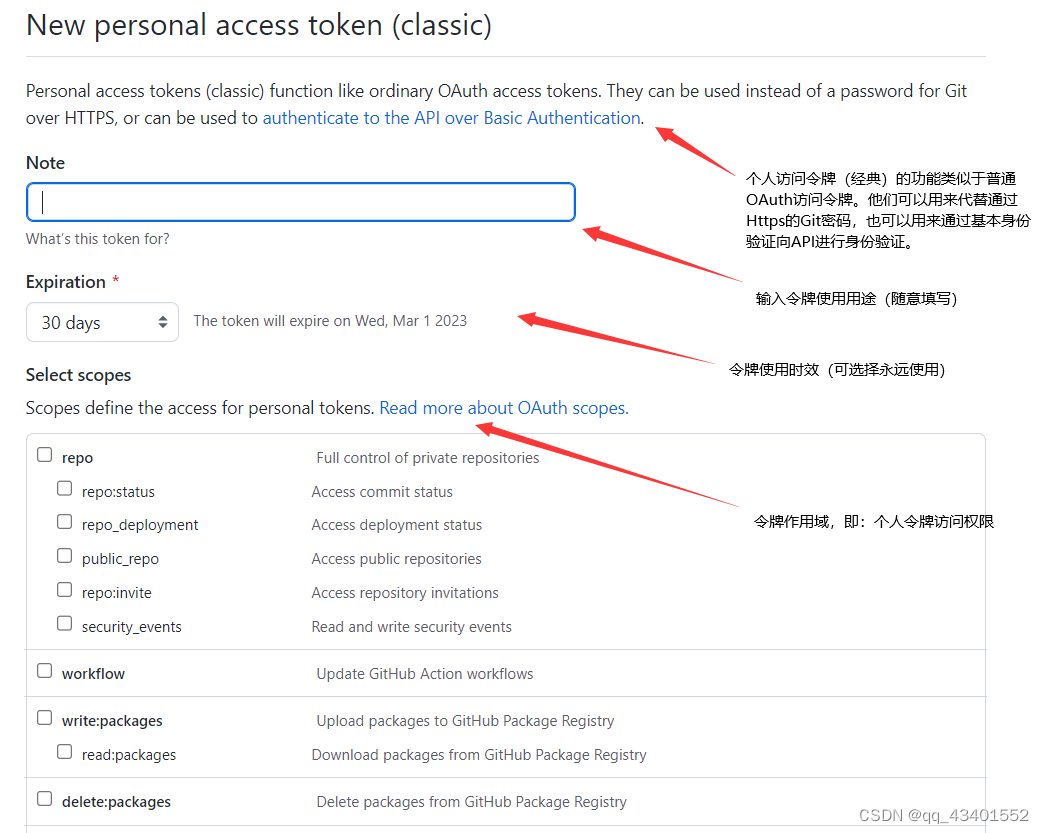 New personal access token (classic)
Personal access tokens (classic) function like ordinary OAuth access tokens. They can be used instead of a password for Git
over HTTPS, or can be used to authenticate to the API over Basic Authentication.
个人访问令牌（经典）的功能类似于普通
OAuth访问令牌。他们可以用来代替通过
Https的Git密码，也可以用来通过基本身份
验证向API进行身份验证。
Note
What's this token for?
输入令牌使用用途（随意填写）
Expiration *
30 days
The token will expire on Wed, Mar 1 2023
令牌使用时效（可选择永远使用）
Select scopes
Scopes define the access for personal tokens. Read more about OAuth scopes.
令牌作用域，即：个人令牌访问权限
repo Full control of private repositories
repo:status Access commit status
repo_deployment Access deployment status
public_repo Access public repositories
repo:invite Access repository invitations
security_events Read and write security events
workflow Update GitHub Action workflows
write:packages Upload packages to GitHub Package Registry
read:packages Download packages from GitHub Package Registry
delete:packages Delete packages from GitHub Package Registry
CSDN @qq_43401552